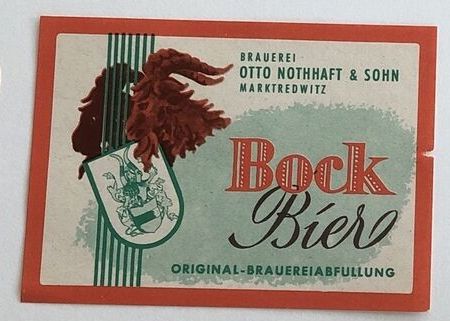 BRAUEREI
OTTO NOTHHAFT & SOHN
MARKTREDWITZ
Bock
Bier
ORIGINAL-BRAUEREIABFULLUNG